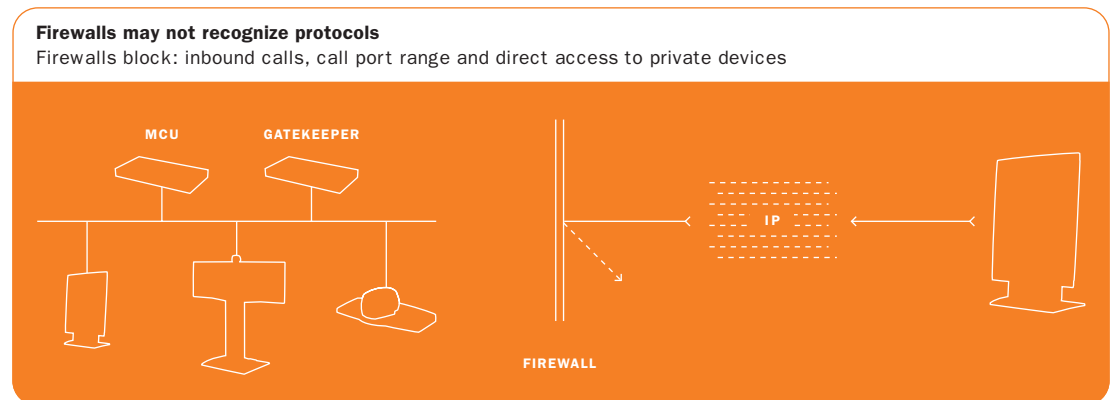 Firewalls may not recognize protocols
Firewalls block: inbound calls, call port range and direct access to private devices
MCU
GATEKEEPER
IP
FIREWALL